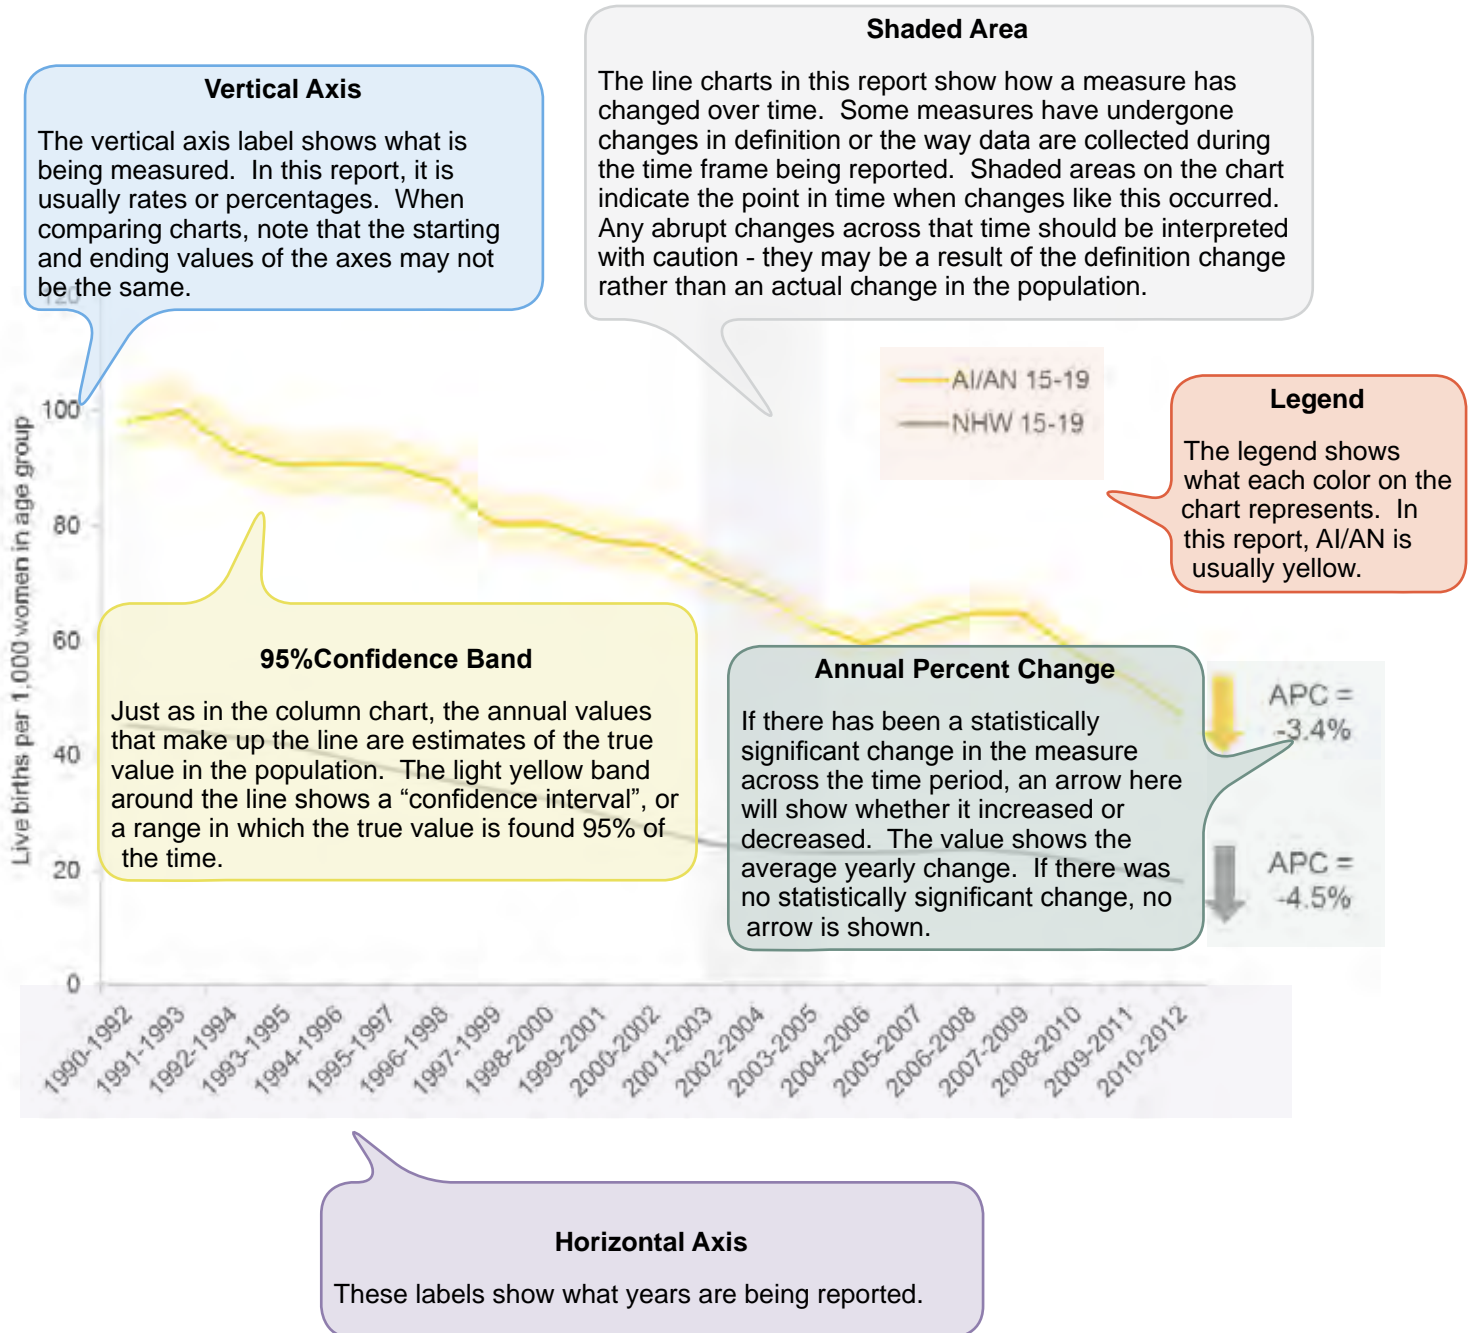 Shaded Area
The line charts in this report show how a measure has
changed over time.  Some measures have undergone
changes in definition or the way data are collected during
the time frame being reported.  Shaded areas on the chart
indicate the point in time when changes like this occurred.
Any abrupt changes across that time should be interpreted
with caution - they may be a result of the definition change
rather than an actual change in the population.
Vertical Axis
The vertical axis label shows what is
being measured.  In this report, it is
usually rates or percentages.  When
comparing charts, note that the starting
and ending values of the axes may not
be the same.
120
100
80
60
40
20
0
Live births per 1,000 women in age group
AI/AN 15-19
NHW 15-19
Legend
The legend shows
what each color on the
chart represents.  In
this report, AI/AN is
usually yellow.
95%Confidence Band
Just as in the column chart, the annual values
that make up the line are estimates of the true
value in the population.  The light yellow band
around the line shows a “confidence interval”, or
a range in which the true value is found 95% of
the time.
Annual Percent Change
If there has been a statistically
significant change in the measure
across the time period, an arrow here
will show whether it increased or
decreased.  The value shows the
average yearly change.  If there was
no statistically significant change, no
arrow is shown.
APC =
-3.4%
APC =
-4.5%
1990-1992
1991-1993
1992-1994
1993-1995
1994-1996
1995-1997
1996-1998
1997-1999
1998-2000
1999-2001
2000-2002
2001-2003
2002-2004
2003-2005
2004-2006
2005-2007
2006-2008
2007-2009
2008-2010
2009-2011
2010-2012
Horizontal Axis
These labels show what years are being reported.